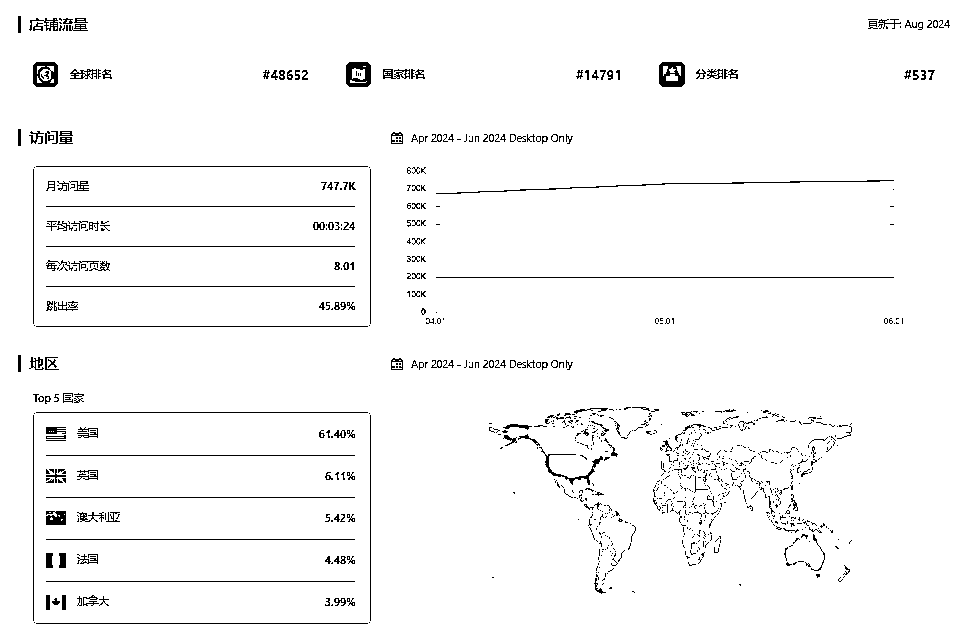 店铺流量
更新于: Aug 2024
全球排名 #48652 国家排名 #14791 分类排名 #537
访问量
Apr 2024 - Jun 2024 Desktop Only
月访问量 747.7K
平均访问时长 00:03:24
每次访问页数 8.01
跳出率 45.89%
800K
700K
600K
500K
400K
300K
200K
100K
0
04.01 05.01 06.01
地区
Apr 2024 - Jun 2024 Desktop Only
Top 5 国家
美国 61.40%
英国 6.11%
澳大利亚 5.42%
法国 4.48%
加拿大 3.99%